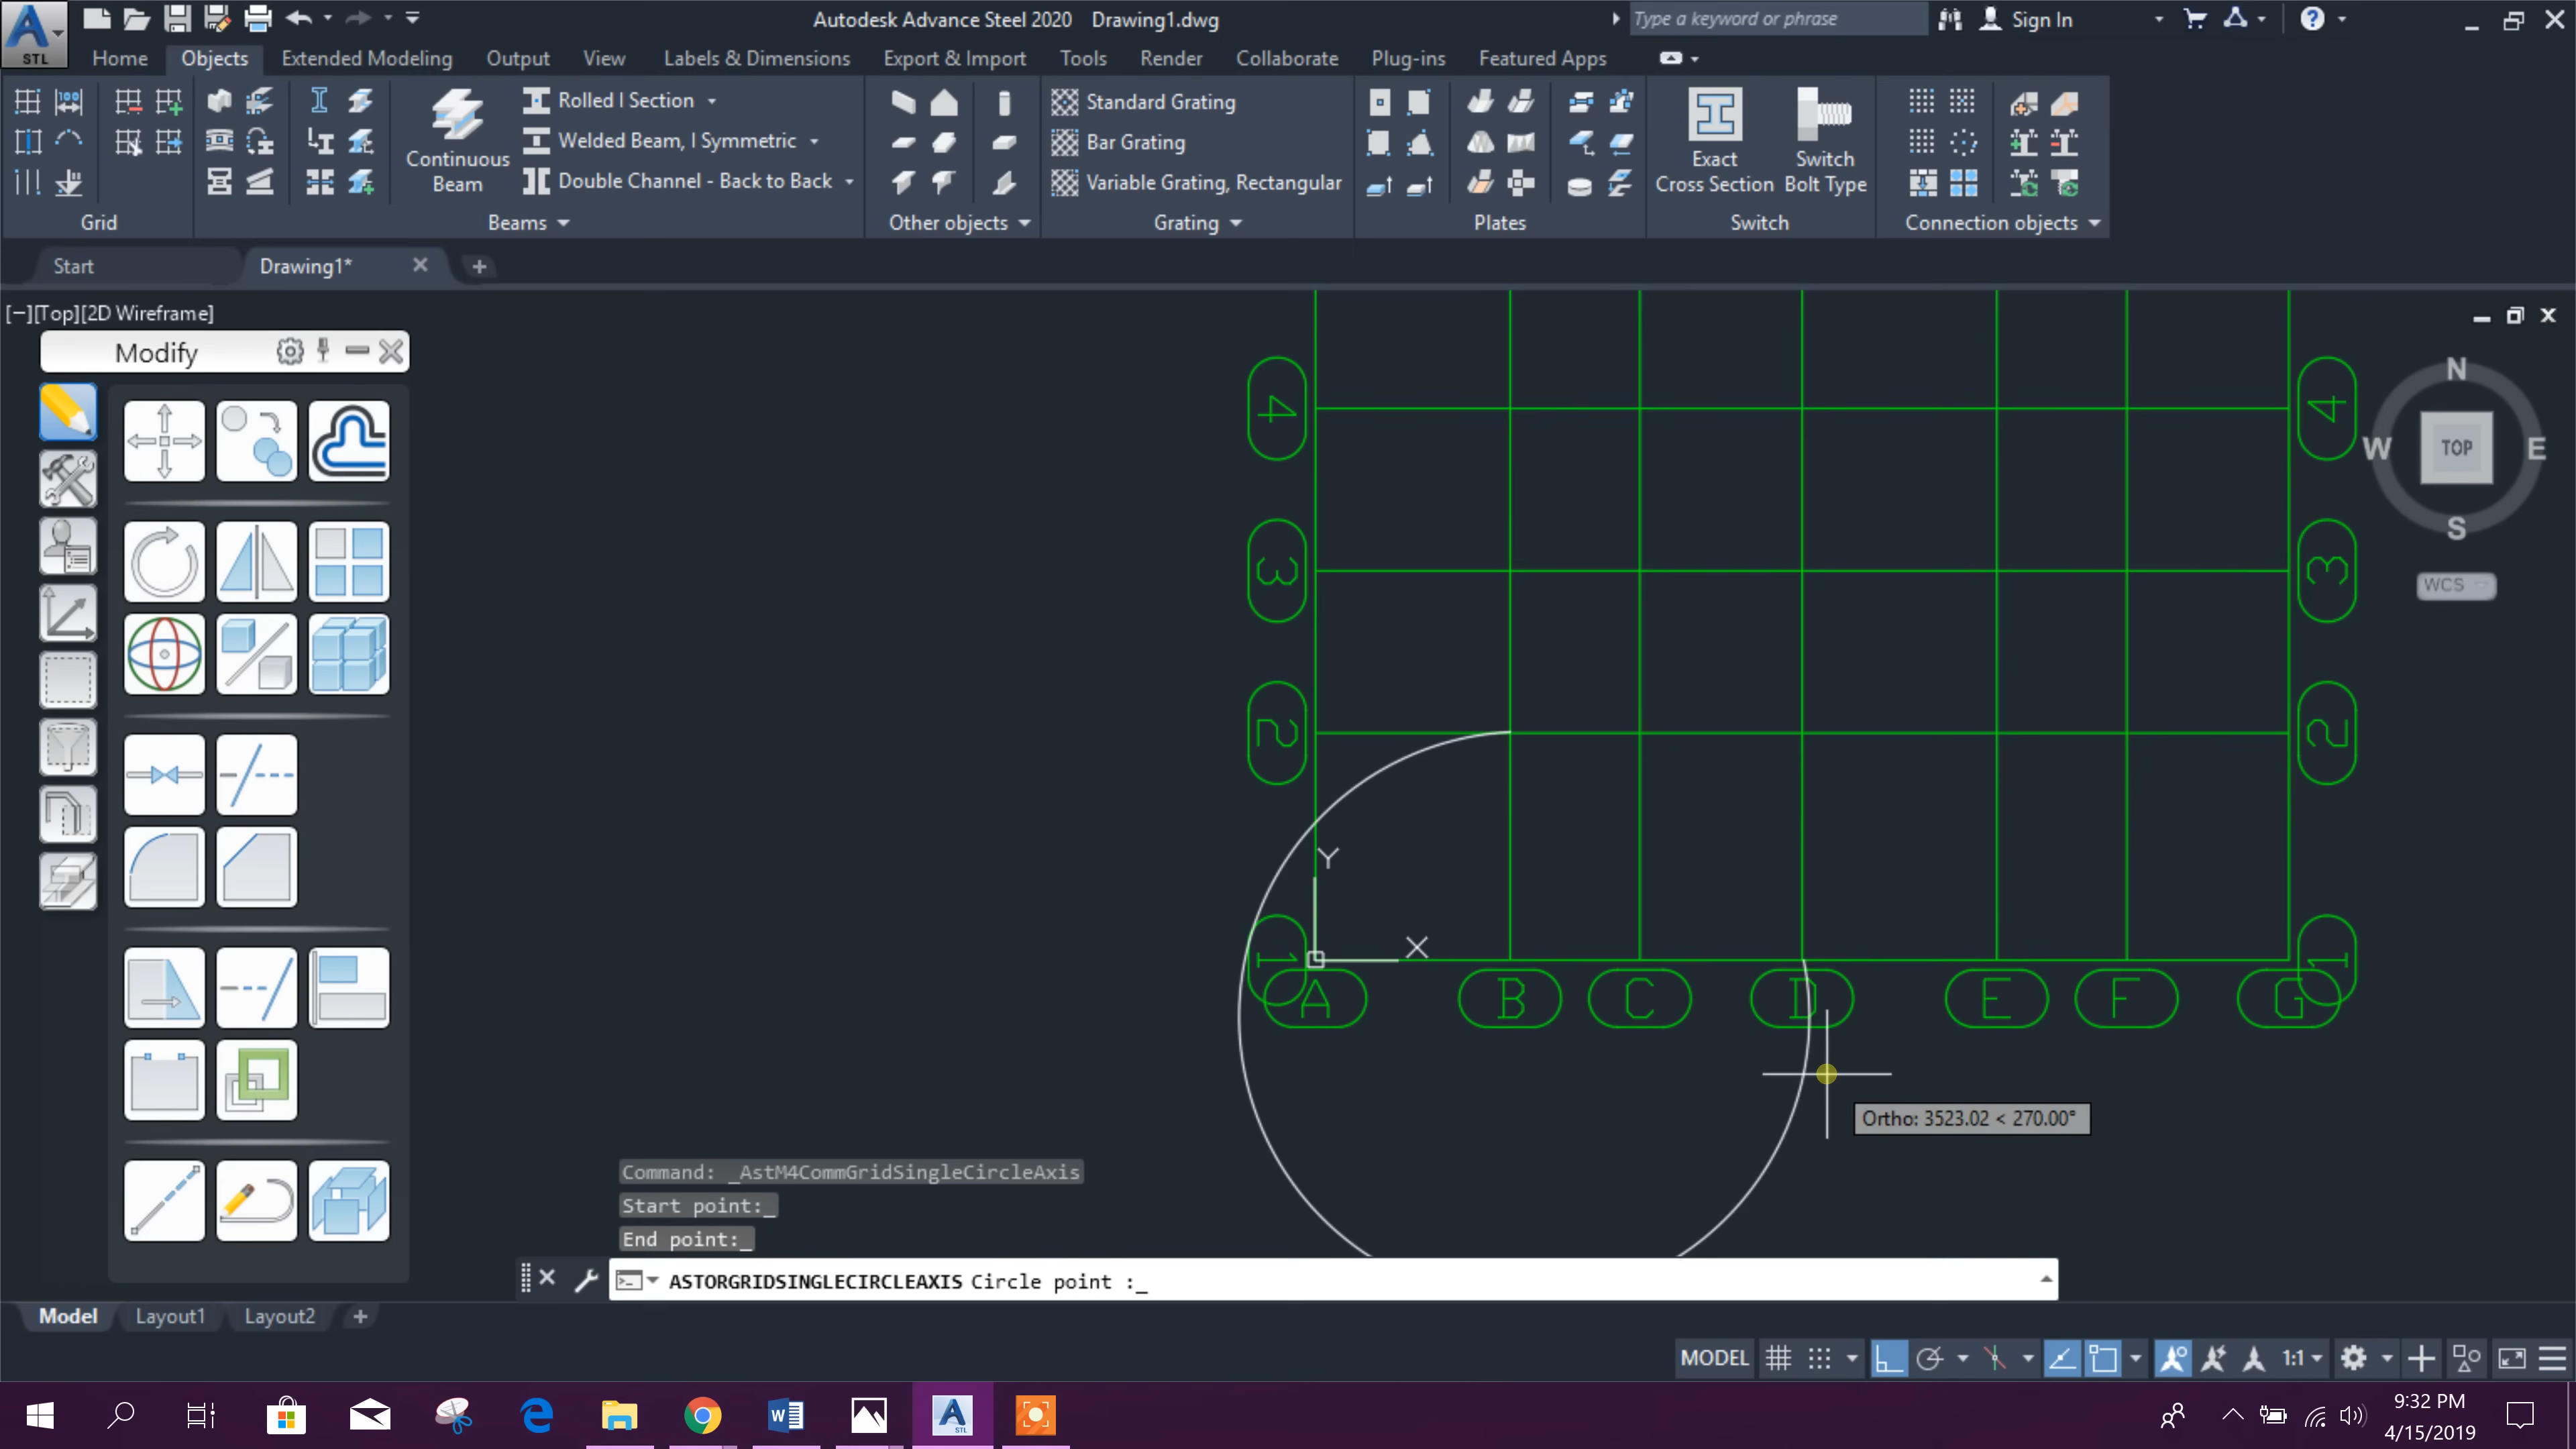 STL
Autodesk Advance Steel 2020 Drawing1.dwg
Type a keyword or phrase
Sign In
Home Objects Extended Modeling Output View Labels & Dimensions Export & Import Tools Render Collaborate Plug-ins Featured Apps
Rolled I Section
Welded Beam, I Symmetric
Double Channel - Back to Back
Continuous
Beam
Standard Grating
Bar Grating
Variable Grating, Rectangular
Exact
Cross Section
Switch
Bolt Type
Grid Beams Other objects Grating Plates Switch Connection objects
Start Drawing1*
[−][Top][2D Wireframe]
Modify
N
W TOP E
S
WCS
4 4
3 3
2 2
Y
X
1 1
A B C D E F G
Ortho: 3523.02 < 270.00°
Command: _AstM4CommGridSingleCircleAxis
Start point:_
End point:_
ASTORGRIDSINGLECIRCLEAXIS Circle point :_
Model Layout1 Layout2
MODEL 1:1
9:32 PM
4/15/2019